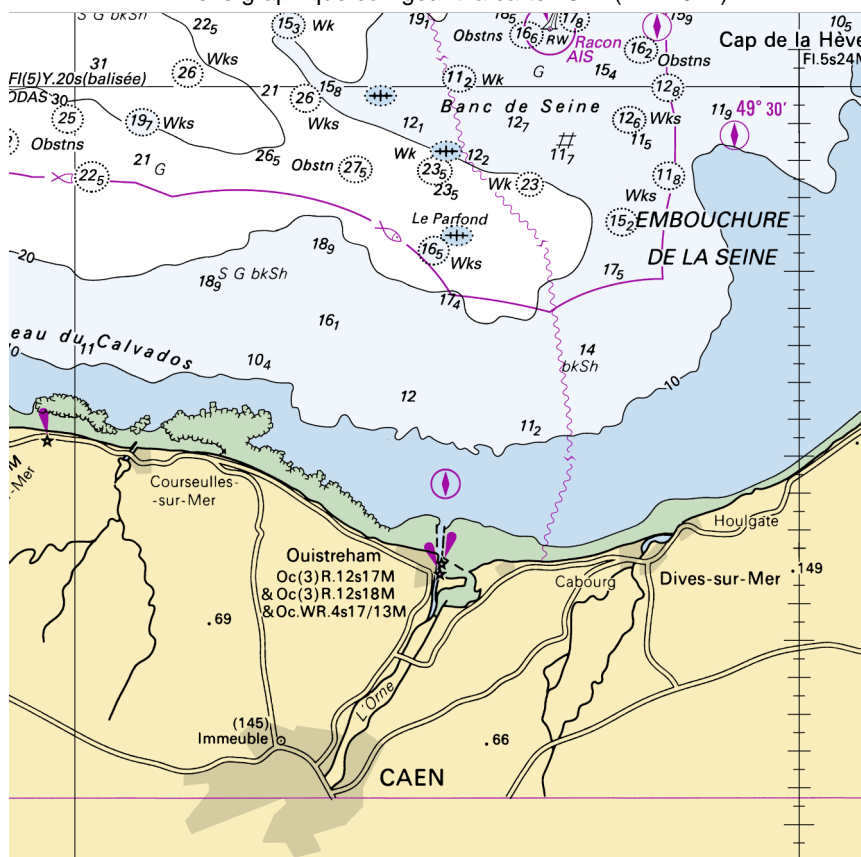 S G bkSh
22₅
15₃
Wk
19₁
16₅
17₈
15₉
10₅
Obstns
16₆
RW
Racon
AIS
16₂
Obstns
Cap de la Hève
Fl.5s24M
31
Wks
26
Fl(5)Y.20s(balisée)
ODAS 30
21
15₈
26
11₂
Wk
G
15₄
12₈
Banc de Seine
25
19₇
Wks
Wks
12₁
12₇
12₆
Wks
11₅
11₉
49° 30'
Obstns
21
G
26₅
Obstn
27₅
Wk
12₂
23₅
23₅
11₇
Wk
23
22₅
Wks
11₈
Le Parfond
15₂
EMBOUCHURE
DE LA SEINE
18₉
16₅
Wks
20
18₉
S G bkSh
17₅
17₄
16₁
eau du Calvados
10
11
10₄
14
bkSh
10
12
11₂
Courseulles-
-sur-Mer
M
-Mer
Houlgate
Ouistreham
Oc(3)R.12s17M
& Oc(3)R.12s18M
& Oc.WR.4s17/13M
Cabourg
Dives-sur-Mer
.149
.69
L'Orne
(145)
Immeuble
.66
CAEN